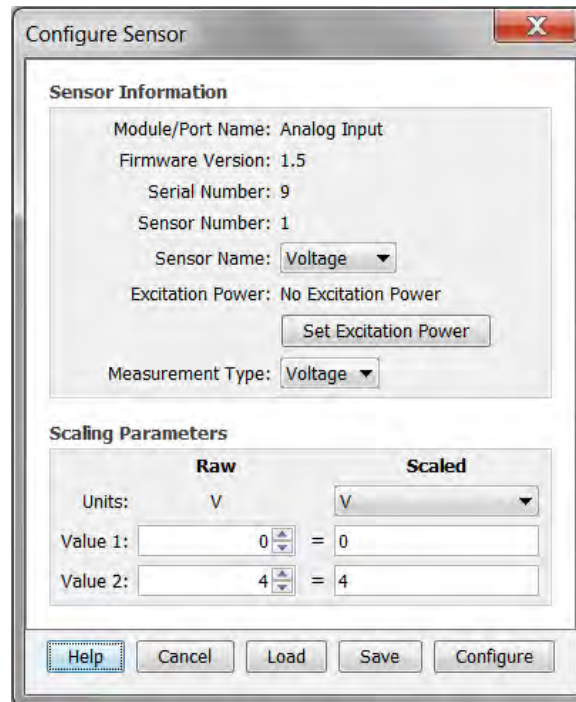 Configure Sensor
X
Sensor Information
Module/Port Name: Analog Input
Firmware Version: 1.5
Serial Number: 9
Sensor Number: 1
Sensor Name: Voltage
Excitation Power: No Excitation Power
Set Excitation Power
Measurement Type: Voltage
Scaling Parameters
Raw Scaled
Units: V V
Value 1: 0 = 0
Value 2: 4 = 4
Help Cancel Load Save Configure